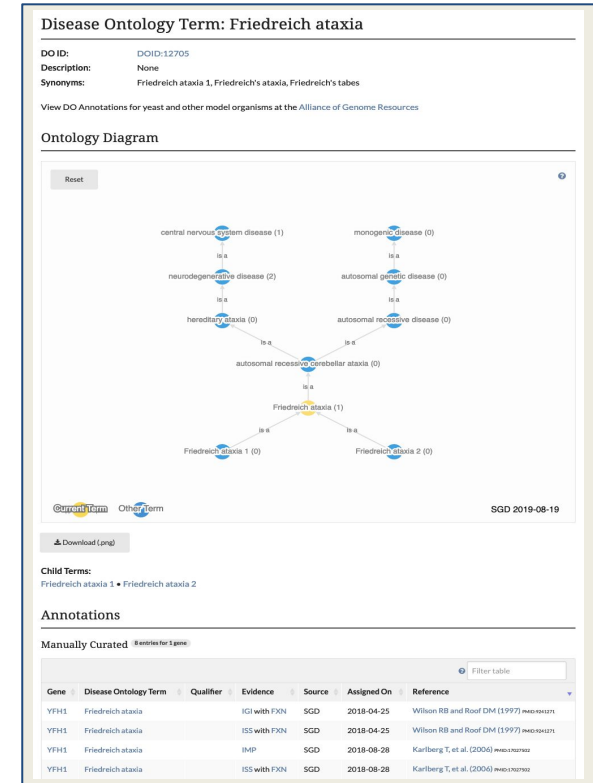 Disease Ontology Term: Friedreich ataxia
DO ID: DOID:12705
Description: None
Synonyms: Friedreich ataxia 1, Friedreich's ataxia, Friedreich's tabes
View DO Annotations for yeast and other model organisms at the Alliance of Genome Resources
Ontology Diagram
Reset
central nervous system disease (1) monogenic disease (0)
is a is a
neurodegenerative disease (2) autosomal genetic disease (0)
is a is a
hereditary ataxia (0) autosomal recessive disease (0)
is a is a
autosomal recessive cerebellar ataxia (0)
is a
Friedreich ataxia (1)
is a is a
Friedreich ataxia 1 (0) Friedreich ataxia 2 (0)
Current Term Other Term SGD 2019-08-19
Download (.png)
Child Terms:
Friedreich ataxia 1 • Friedreich ataxia 2
Annotations
Manually Curated 8 entries for 1 gene
Filter table
Gene Disease Ontology Term Qualifier Evidence Source Assigned On Reference
YFH1 Friedreich ataxia IGI with FXN SGD 2018-04-25 Wilson RB and Roof DM (1997) PMID:9241271
YFH1 Friedreich ataxia ISS with FXN SGD 2018-04-25 Wilson RB and Roof DM (1997) PMID:9241271
YFH1 Friedreich ataxia IMP SGD 2018-08-28 Karlberg T, et al. (2006) PMID:17027502
YFH1 Friedreich ataxia ISS with FXN SGD 2018-08-28 Karlberg T, et al. (2006) PMID:17027502